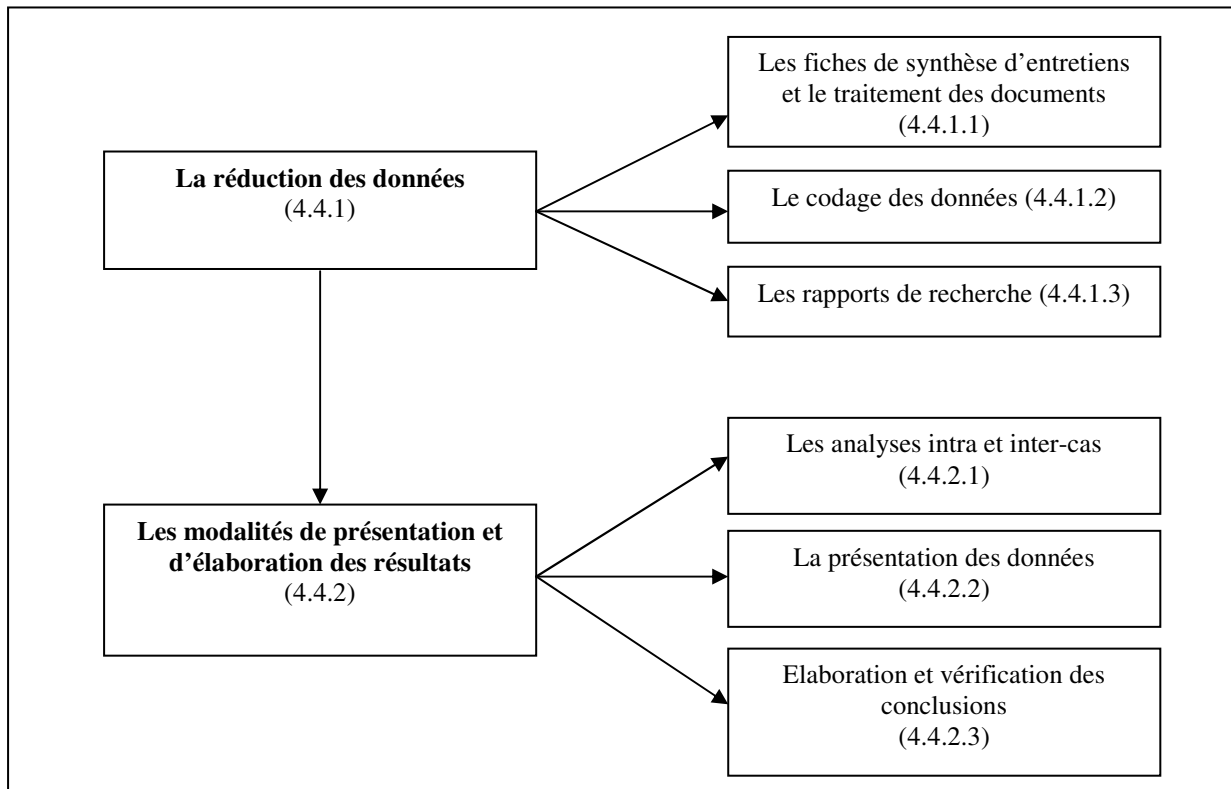 Les fiches de synthèse d’entretiens
et le traitement des documents
(4.4.1.1)
La réduction des données
(4.4.1)
Le codage des données (4.4.1.2)
Les rapports de recherche (4.4.1.3)
Les analyses intra et inter-cas
(4.4.2.1)
Les modalités de présentation et
d’élaboration des résultats
(4.4.2)
La présentation des données
(4.4.2.2)
Elaboration et vérification des
conclusions
(4.4.2.3)